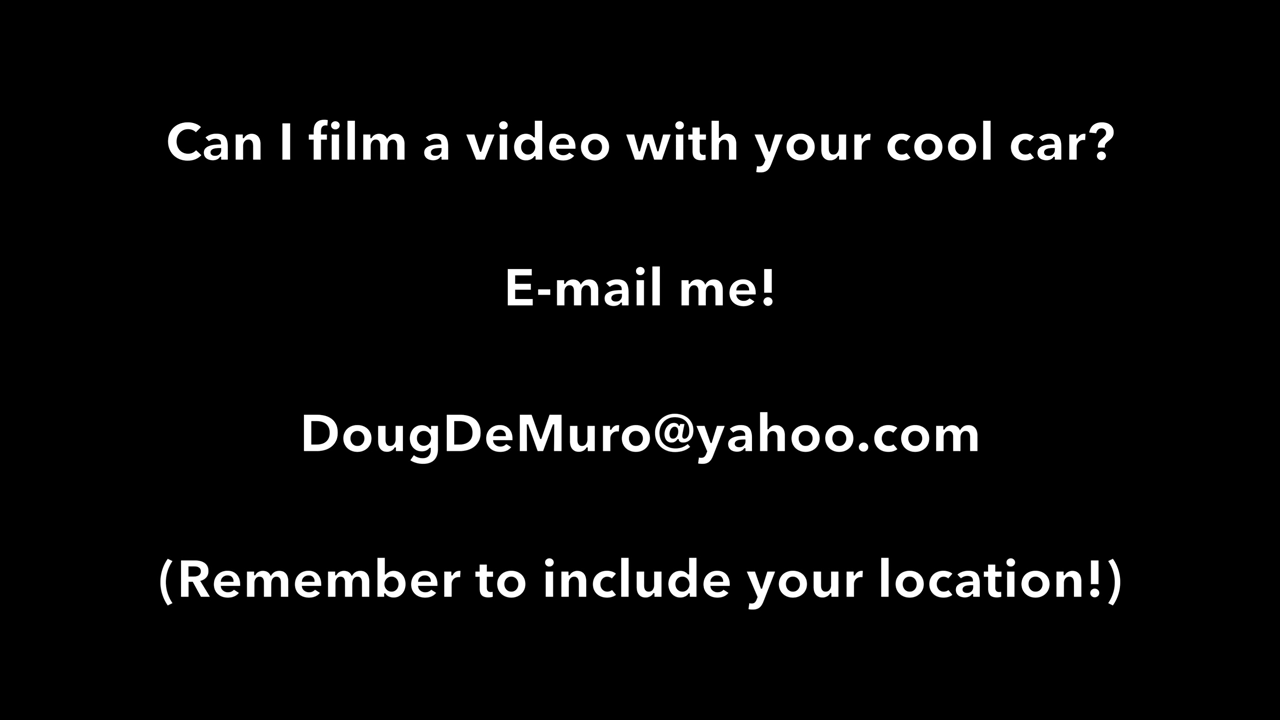 Can I film a video with your cool car?
E-mail me!
DougDeMuro@yahoo.com
(Remember to include your location!)